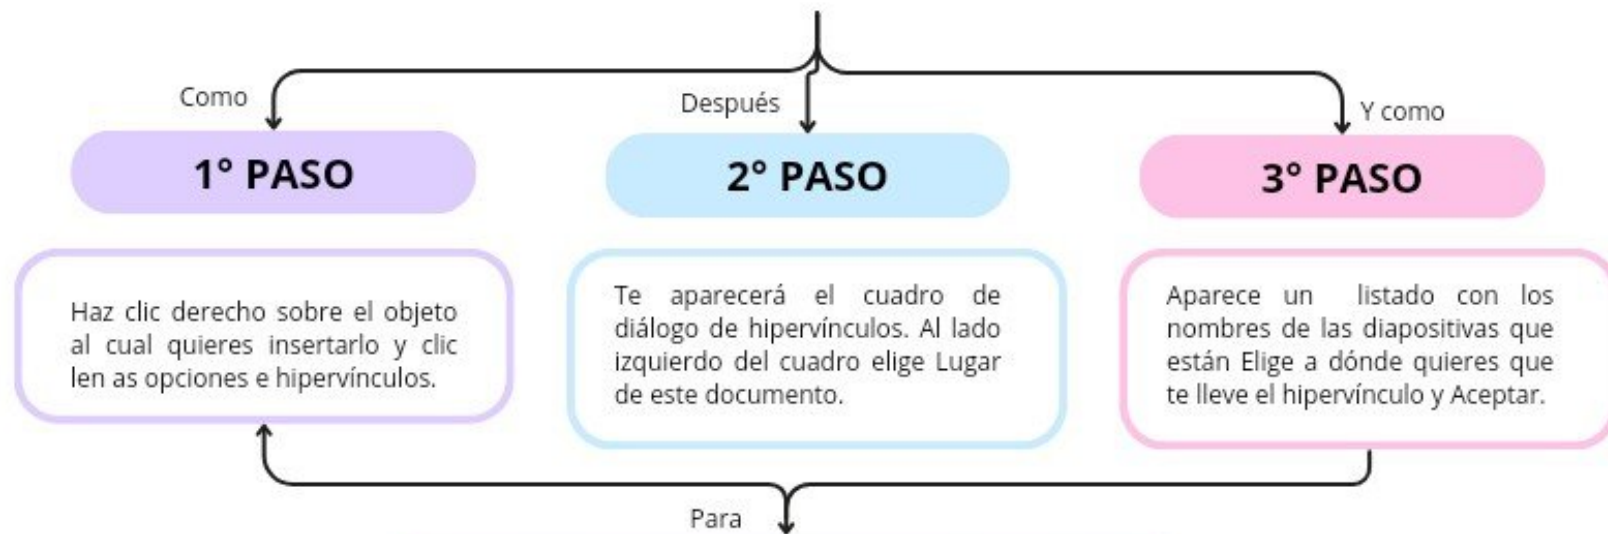 Como
Después
Y como
1° PASO
2° PASO
3° PASO
Haz clic derecho sobre el objeto
al cual quieres insertarlo y clic
len as opciones e hipervínculos.
Te aparecerá el cuadro de
diálogo de hipervínculos. Al lado
izquierdo del cuadro elige Lugar
de este documento.
Aparece un listado con los
nombres de las diapositivas que
están Elige a dónde quieres que
te lleve el hipervínculo y Aceptar.
Para